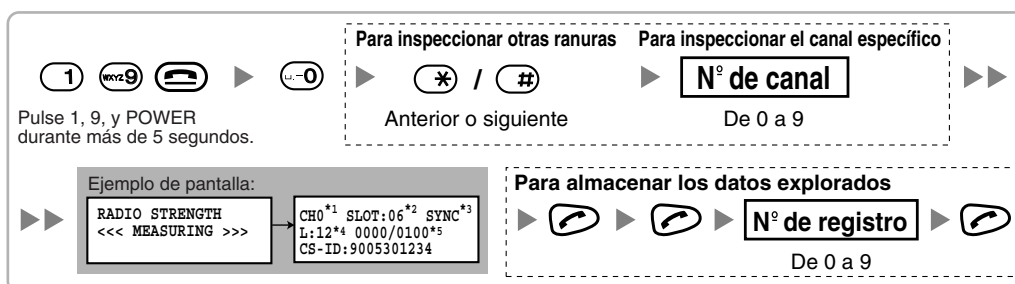 Para inspeccionar otras ranuras
Para inspeccionar el canal específico
1) WXYZ9 ␣.-0 * / # Nº de canal
Pulse 1, 9, y POWER
durante más de 5 segundos.
Anterior o siguiente
De 0 a 9
Ejemplo de pantalla:
RADIO STRENGTH
<<< MEASURING >>>
CH0*1 SLOT:06*2 SYNC*3
L:12*4 0000/0100*5
CS-ID:9005301234
Para almacenar los datos explorados
Nº de registro
De 0 a 9